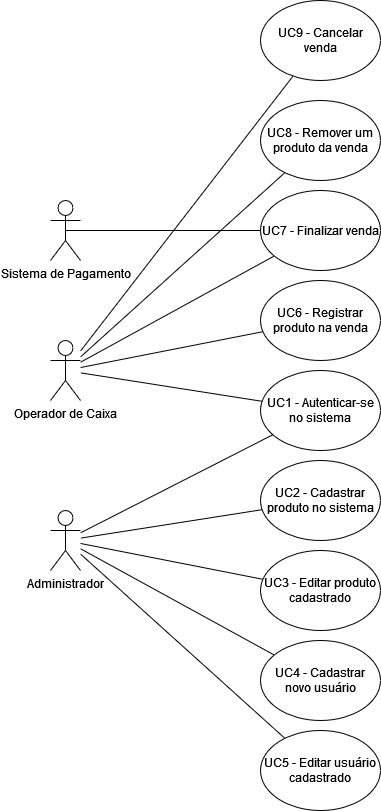 UC9 - Cancelar
venda
UC8 - Remover um
produto da venda
Sistema de Pagamento
UC7 - Finalizar venda
UC6 - Registrar
produto na venda
Operador de Caixa
UC1 - Autenticar-se
no sistema
UC2 - Cadastrar
produto no sistema
Administrador
UC3 - Editar produto
cadastrado
UC4 - Cadastrar
novo usuário
UC5 - Editar usuário
cadastrado